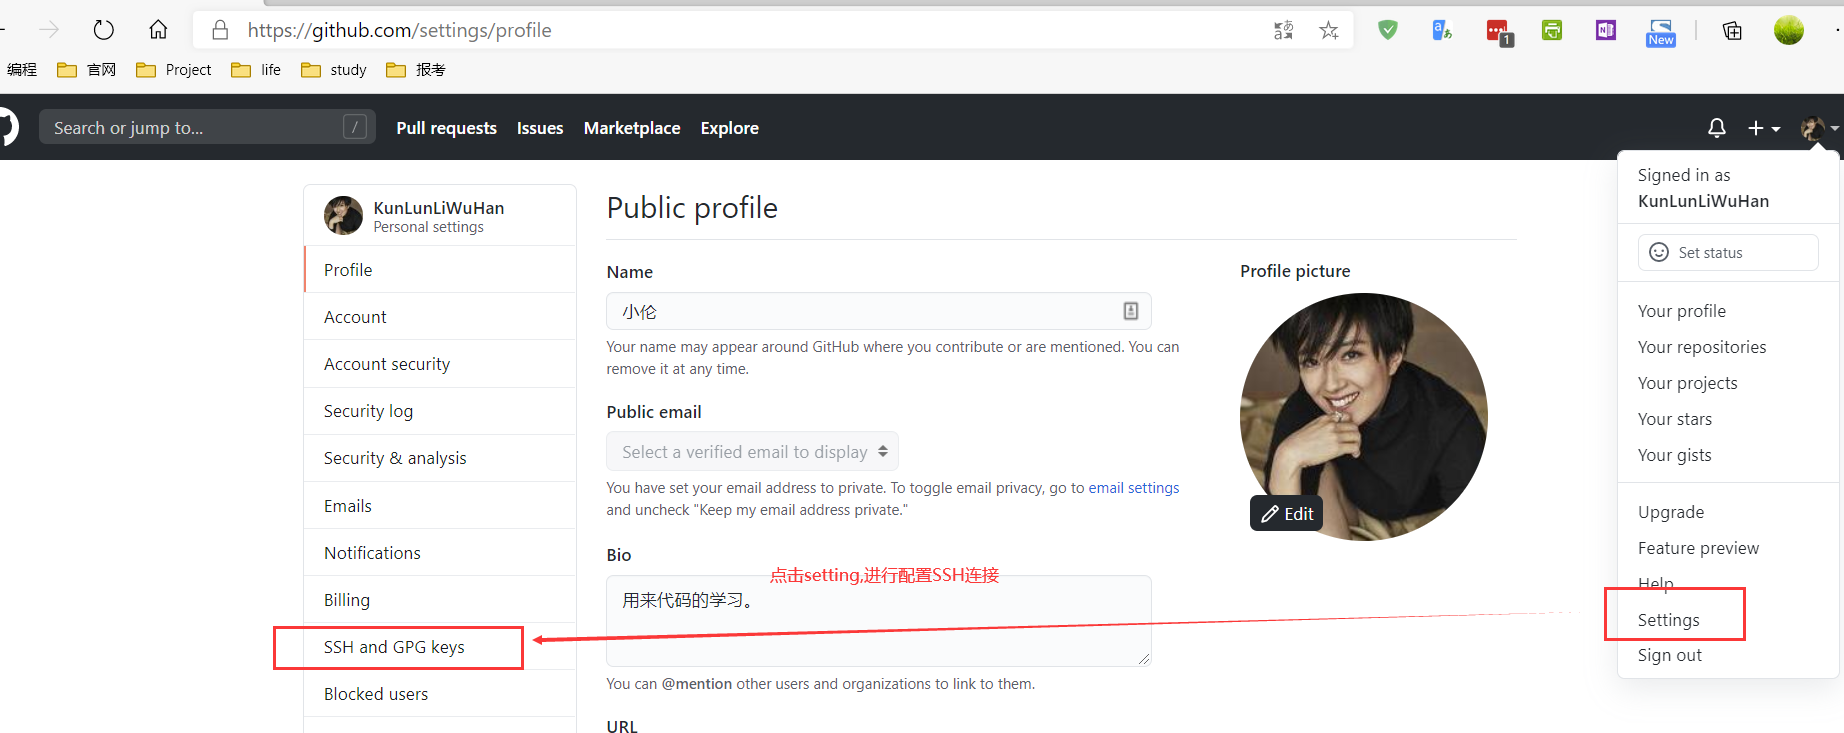 https://github.com/settings/profile
1
New
编程
官网
Project
life
study
报考
Search or jump to...
/
Pull requests
Issues
Marketplace
Explore
KunLunLiWuHan
Personal settings
Profile
Account
Account security
Security log
Security & analysis
Emails
Notifications
Billing
SSH and GPG keys
Blocked users
Public profile
Name
小伦
Your name may appear around GitHub where you contribute or are mentioned. You can
remove it at any time.
Public email
Select a verified email to display
You have set your email address to private. To toggle email privacy, go to email settings
and uncheck "Keep my email address private."
Bio
点击setting,进行配置SSH连接
用来代码的学习。
You can @mention other users and organizations to link to them.
URL
Profile picture
Edit
Signed in as
KunLunLiWuHan
Set status
Your profile
Your repositories
Your projects
Your stars
Your gists
Upgrade
Feature preview
Help
Settings
Sign out